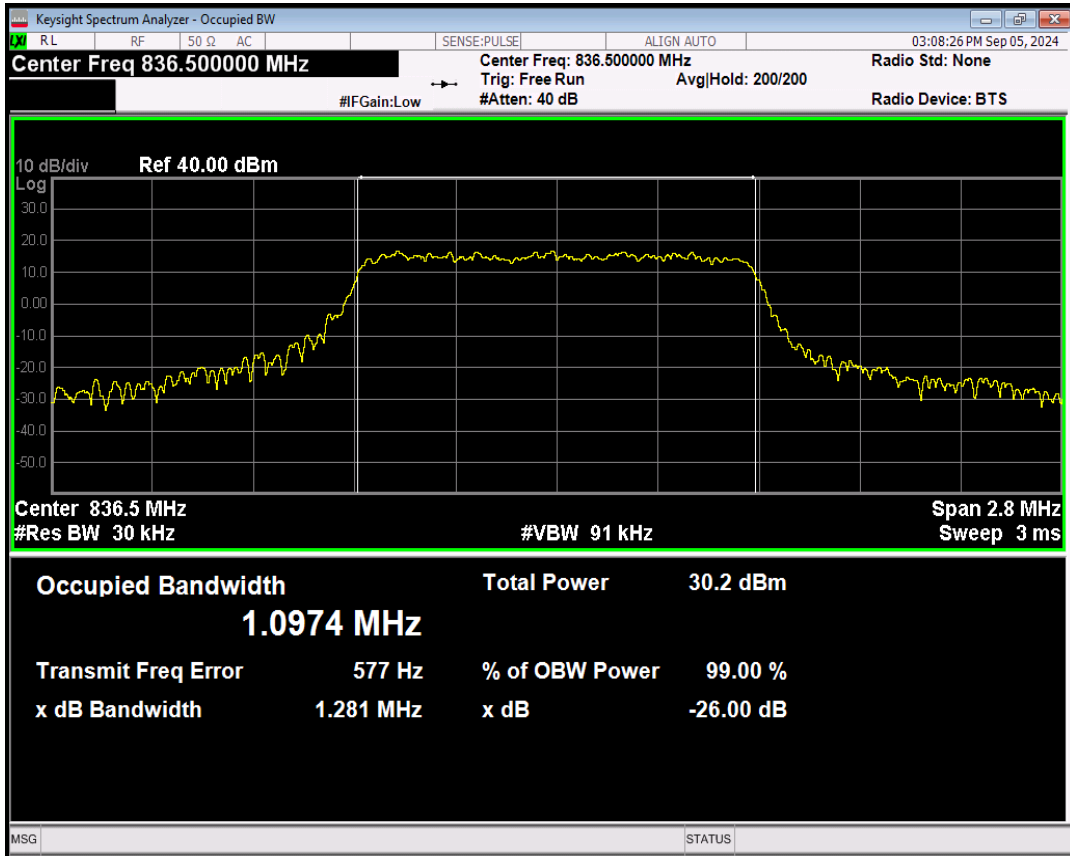 Keysight Spectrum Analyzer - Occupied BW
LXI RL RF 50 Ω AC SENSE:PULSE ALIGN AUTO 03:08:26 PM Sep 05, 2024
Center Freq 836.500000 MHz Center Freq: 836.500000 MHz Radio Std: None
Trig: Free Run Avg|Hold: 200/200
#IFGain:Low #Atten: 40 dB Radio Device: BTS
10 dB/div Ref 40.00 dBm
Log
30.0
20.0
10.0
0.00
-10.0
-20.0
-30.0
-40.0
-50.0
Center 836.5 MHz Span 2.8 MHz
#Res BW 30 kHz #VBW 91 kHz Sweep 3 ms
Occupied Bandwidth Total Power 30.2 dBm
1.0974 MHz
Transmit Freq Error 577 Hz % of OBW Power 99.00 %
x dB Bandwidth 1.281 MHz x dB -26.00 dB
MSG STATUS